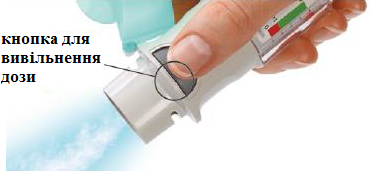 кнопка для
вивільнення
дози